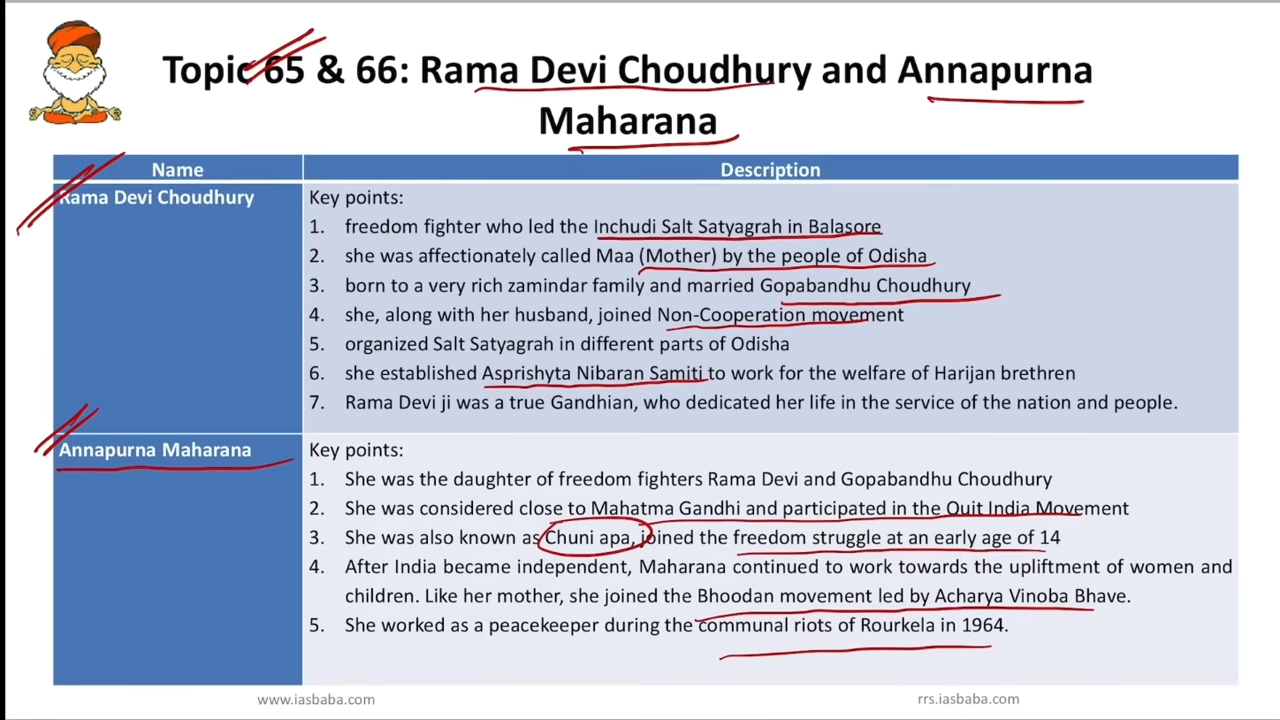 Topic 65 & 66: Rama Devi Choudhury and Annapurna
Maharana
Name Description
Rama Devi Choudhury
Key points:
1. freedom fighter who led the Inchudi Salt Satyagrah in Balasore
2. she was affectionately called Maa (Mother) by the people of Odisha
3. born to a very rich zamindar family and married Gopabandhu Choudhury
4. she, along with her husband, joined Non-Cooperation movement
5. organized Salt Satyagrah in different parts of Odisha
6. she established Asprishyta Nibaran Samiti to work for the welfare of Harijan brethren
7. Rama Devi ji was a true Gandhian, who dedicated her life in the service of the nation and people.
Annapurna Maharana
Key points:
1. She was the daughter of freedom fighters Rama Devi and Gopabandhu Choudhury
2. She was considered close to Mahatma Gandhi and participated in the Quit India Movement
3. She was also known as Chuni apa, joined the freedom struggle at an early age of 14
4. After India became independent, Maharana continued to work towards the upliftment of women and
children. Like her mother, she joined the Bhoodan movement led by Acharya Vinoba Bhave.
5. She worked as a peacekeeper during the communal riots of Rourkela in 1964.
www.iasbaba.com rrs.iasbaba.com